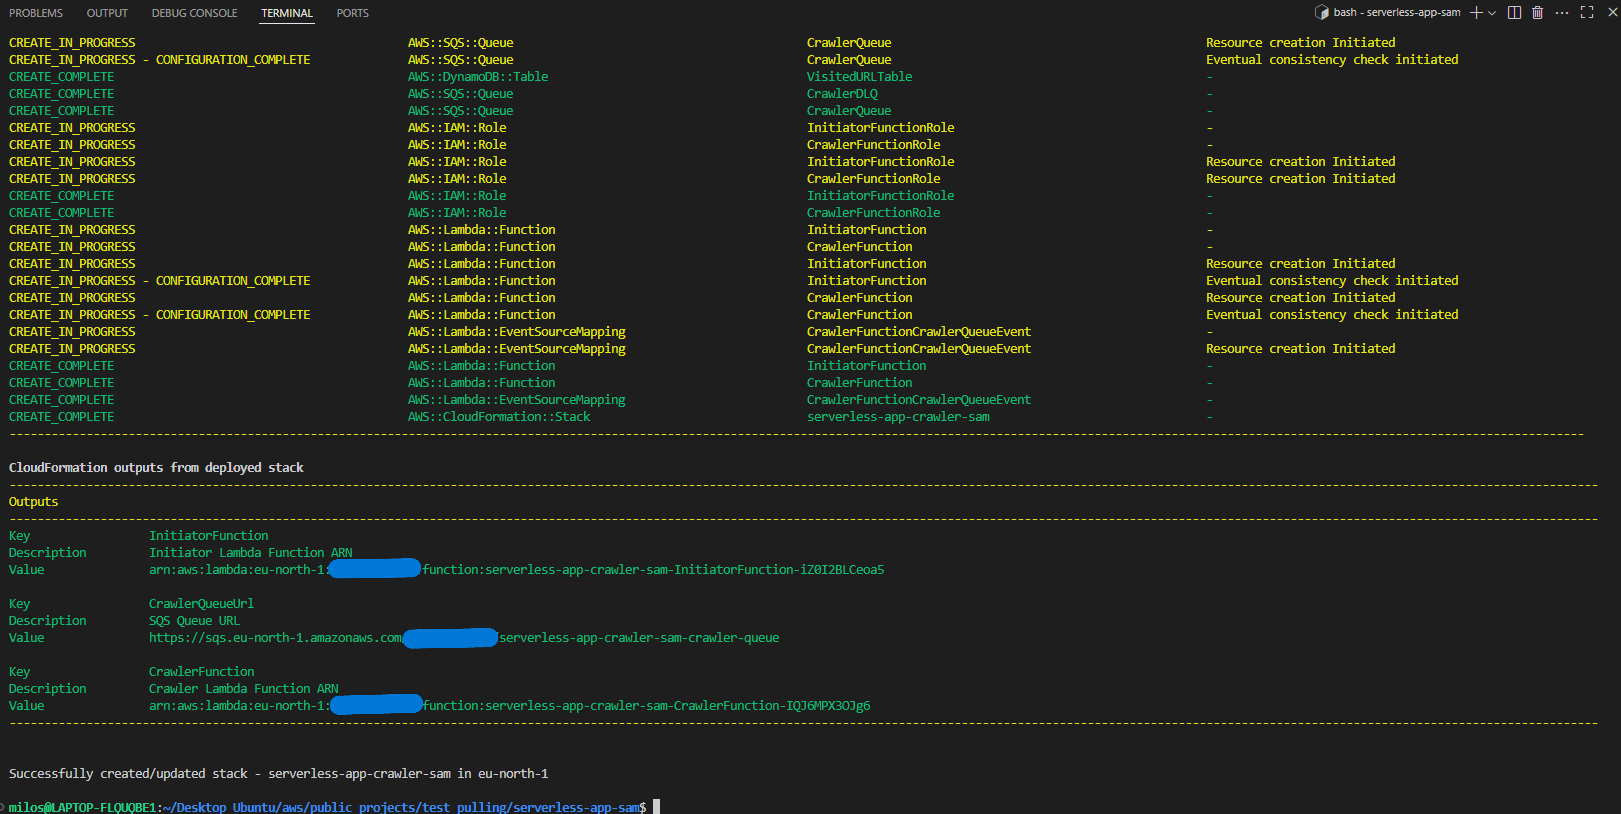 PROBLEMS OUTPUT DEBUG CONSOLE TERMINAL PORTS bash - serverless-app-sam
CREATE_IN_PROGRESS AWS::SQS::Queue CrawlerQueue Resource creation Initiated
CREATE_IN_PROGRESS - CONFIGURATION_COMPLETE AWS::SQS::Queue CrawlerQueue Eventual consistency check initiated
CREATE_COMPLETE AWS::DynamoDB::Table VisitedURLTable -
CREATE_COMPLETE AWS::SQS::Queue CrawlerDLQ -
CREATE_COMPLETE AWS::SQS::Queue CrawlerQueue -
CREATE_IN_PROGRESS AWS::IAM::Role InitiatorFunctionRole -
CREATE_IN_PROGRESS AWS::IAM::Role CrawlerFunctionRole -
CREATE_IN_PROGRESS AWS::IAM::Role InitiatorFunctionRole Resource creation Initiated
CREATE_IN_PROGRESS AWS::IAM::Role CrawlerFunctionRole Resource creation Initiated
CREATE_COMPLETE AWS::IAM::Role InitiatorFunctionRole -
CREATE_COMPLETE AWS::IAM::Role CrawlerFunctionRole -
CREATE_IN_PROGRESS AWS::Lambda::Function InitiatorFunction -
CREATE_IN_PROGRESS AWS::Lambda::Function CrawlerFunction -
CREATE_IN_PROGRESS AWS::Lambda::Function InitiatorFunction Resource creation Initiated
CREATE_IN_PROGRESS - CONFIGURATION_COMPLETE AWS::Lambda::Function InitiatorFunction Eventual consistency check initiated
CREATE_IN_PROGRESS AWS::Lambda::Function CrawlerFunction Resource creation Initiated
CREATE_IN_PROGRESS - CONFIGURATION_COMPLETE AWS::Lambda::Function CrawlerFunction Eventual consistency check initiated
CREATE_IN_PROGRESS AWS::Lambda::EventSourceMapping CrawlerFunctionCrawlerQueueEvent -
CREATE_IN_PROGRESS AWS::Lambda::EventSourceMapping CrawlerFunctionCrawlerQueueEvent Resource creation Initiated
CREATE_COMPLETE AWS::Lambda::Function InitiatorFunction -
CREATE_COMPLETE AWS::Lambda::Function CrawlerFunction -
CREATE_COMPLETE AWS::Lambda::EventSourceMapping CrawlerFunctionCrawlerQueueEvent -
CREATE_COMPLETE AWS::CloudFormation::Stack serverless-app-crawler-sam -
CloudFormation outputs from deployed stack
Outputs
Key InitiatorFunction
Description Initiator Lambda Function ARN
Value arn:aws:lambda:eu-north-1: function:serverless-app-crawler-sam-InitiatorFunction-iZ0I2BLCeoa5
Key CrawlerQueueUrl
Description SQS Queue URL
Value https://sqs.eu-north-1.amazonaws.com /serverless-app-crawler-sam-crawler-queue
Key CrawlerFunction
Description Crawler Lambda Function ARN
Value arn:aws:lambda:eu-north-1: function:serverless-app-crawler-sam-CrawlerFunction-IQJ6MPX3OJg6
Successfully created/updated stack - serverless-app-crawler-sam in eu-north-1
milos@LAPTOP-FLQUQBE1:~/Desktop_Ubuntu/aws/public_projects/test_pulling/serverless-app-sam$